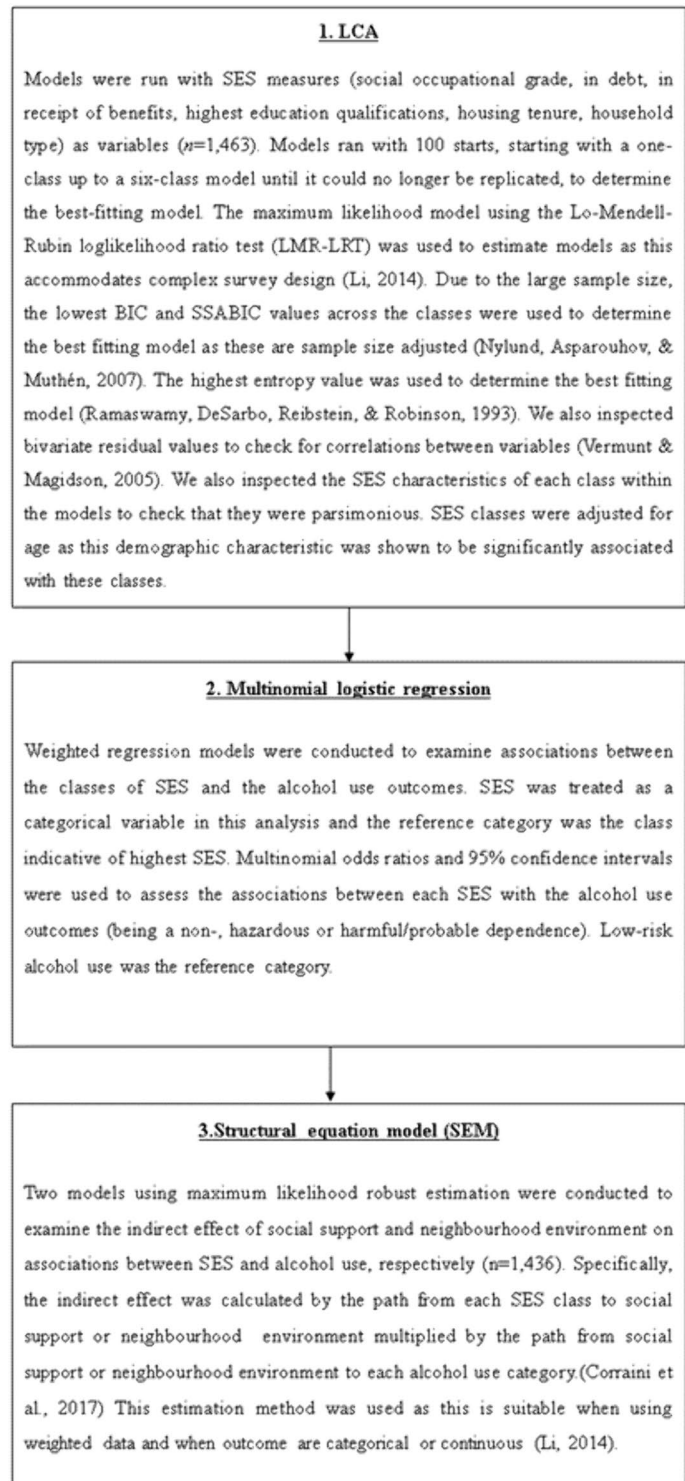 1. LCA
Models were run with SES measures (social occupational grade, in debt, in
receipt of benefits, highest education qualifications, housing tenure, household
type) as variables (n=1,463). Models ran with 100 starts, starting with a one-
class up to a six-class model until it could no longer be replicated, to determine
the best-fitting model. The maximum likelihood model using the Lo-Mendell-
Rubin loglikelihood ratio test (LMR-LRT) was used to estimate models as this
accommodates complex survey design (Li, 2014). Due to the large sample size,
the lowest BIC and SSABIC values across the classes were used to determine
the best fitting model as these are sample size adjusted (Nylund, Asparouhov, &
Muthén, 2007). The highest entropy value was used to determine the best fitting
model (Ramaswamy, DeSarbo, Reibstein, & Robinson, 1993). We also inspected
bivariate residual values to check for correlations between variables (Vermunt &
Magidson, 2005). We also inspected the SES characteristics of each class within
the models to check that they were parsimonious. SES classes were adjusted for
age as this demographic characteristic was shown to be significantly associated
with these classes.
2. Multinomial logistic regression
Weighted regression models were conducted to examine associations between
the classes of SES and the alcohol use outcomes. SES was treated as a
categorical variable in this analysis and the reference category was the class
indicative of highest SES. Multinomial odds ratios and 95% confidence intervals
were used to assess the associations between each SES with the alcohol use
outcomes (being a non-, hazardous or harmful/probable dependence). Low-risk
alcohol use was the reference category.
3.Structural equation model (SEM)
Two models using maximum likelihood robust estimation were conducted to
examine the indirect effect of social support and neighbourhood environment on
associations between SES and alcohol use, respectively (n=1,436). Specifically,
the indirect effect was calculated by the path from each SES class to social
support or neighbourhood environment multiplied by the path from social
support or neighbourhood environment to each alcohol use category.(Corraini et
al., 2017) This estimation method was used as this is suitable when using
weighted data and when outcome are categorical or continuous (Li, 2014).